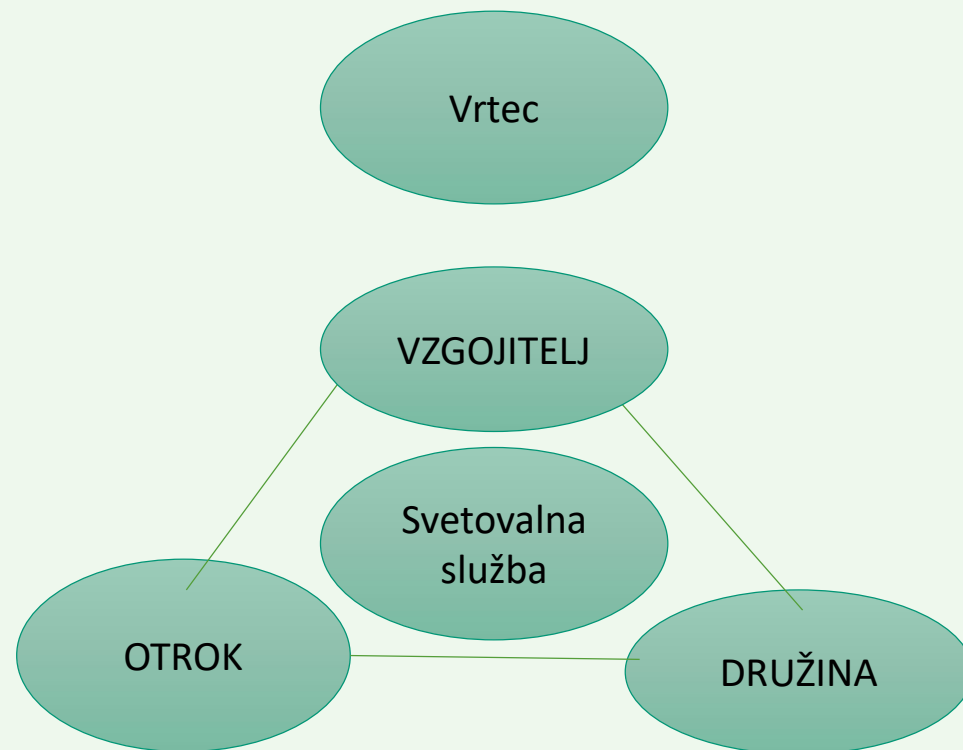 Vrtec
VZGOJITELJ
Svetovalna
služba
OTROK
DRUŽINA